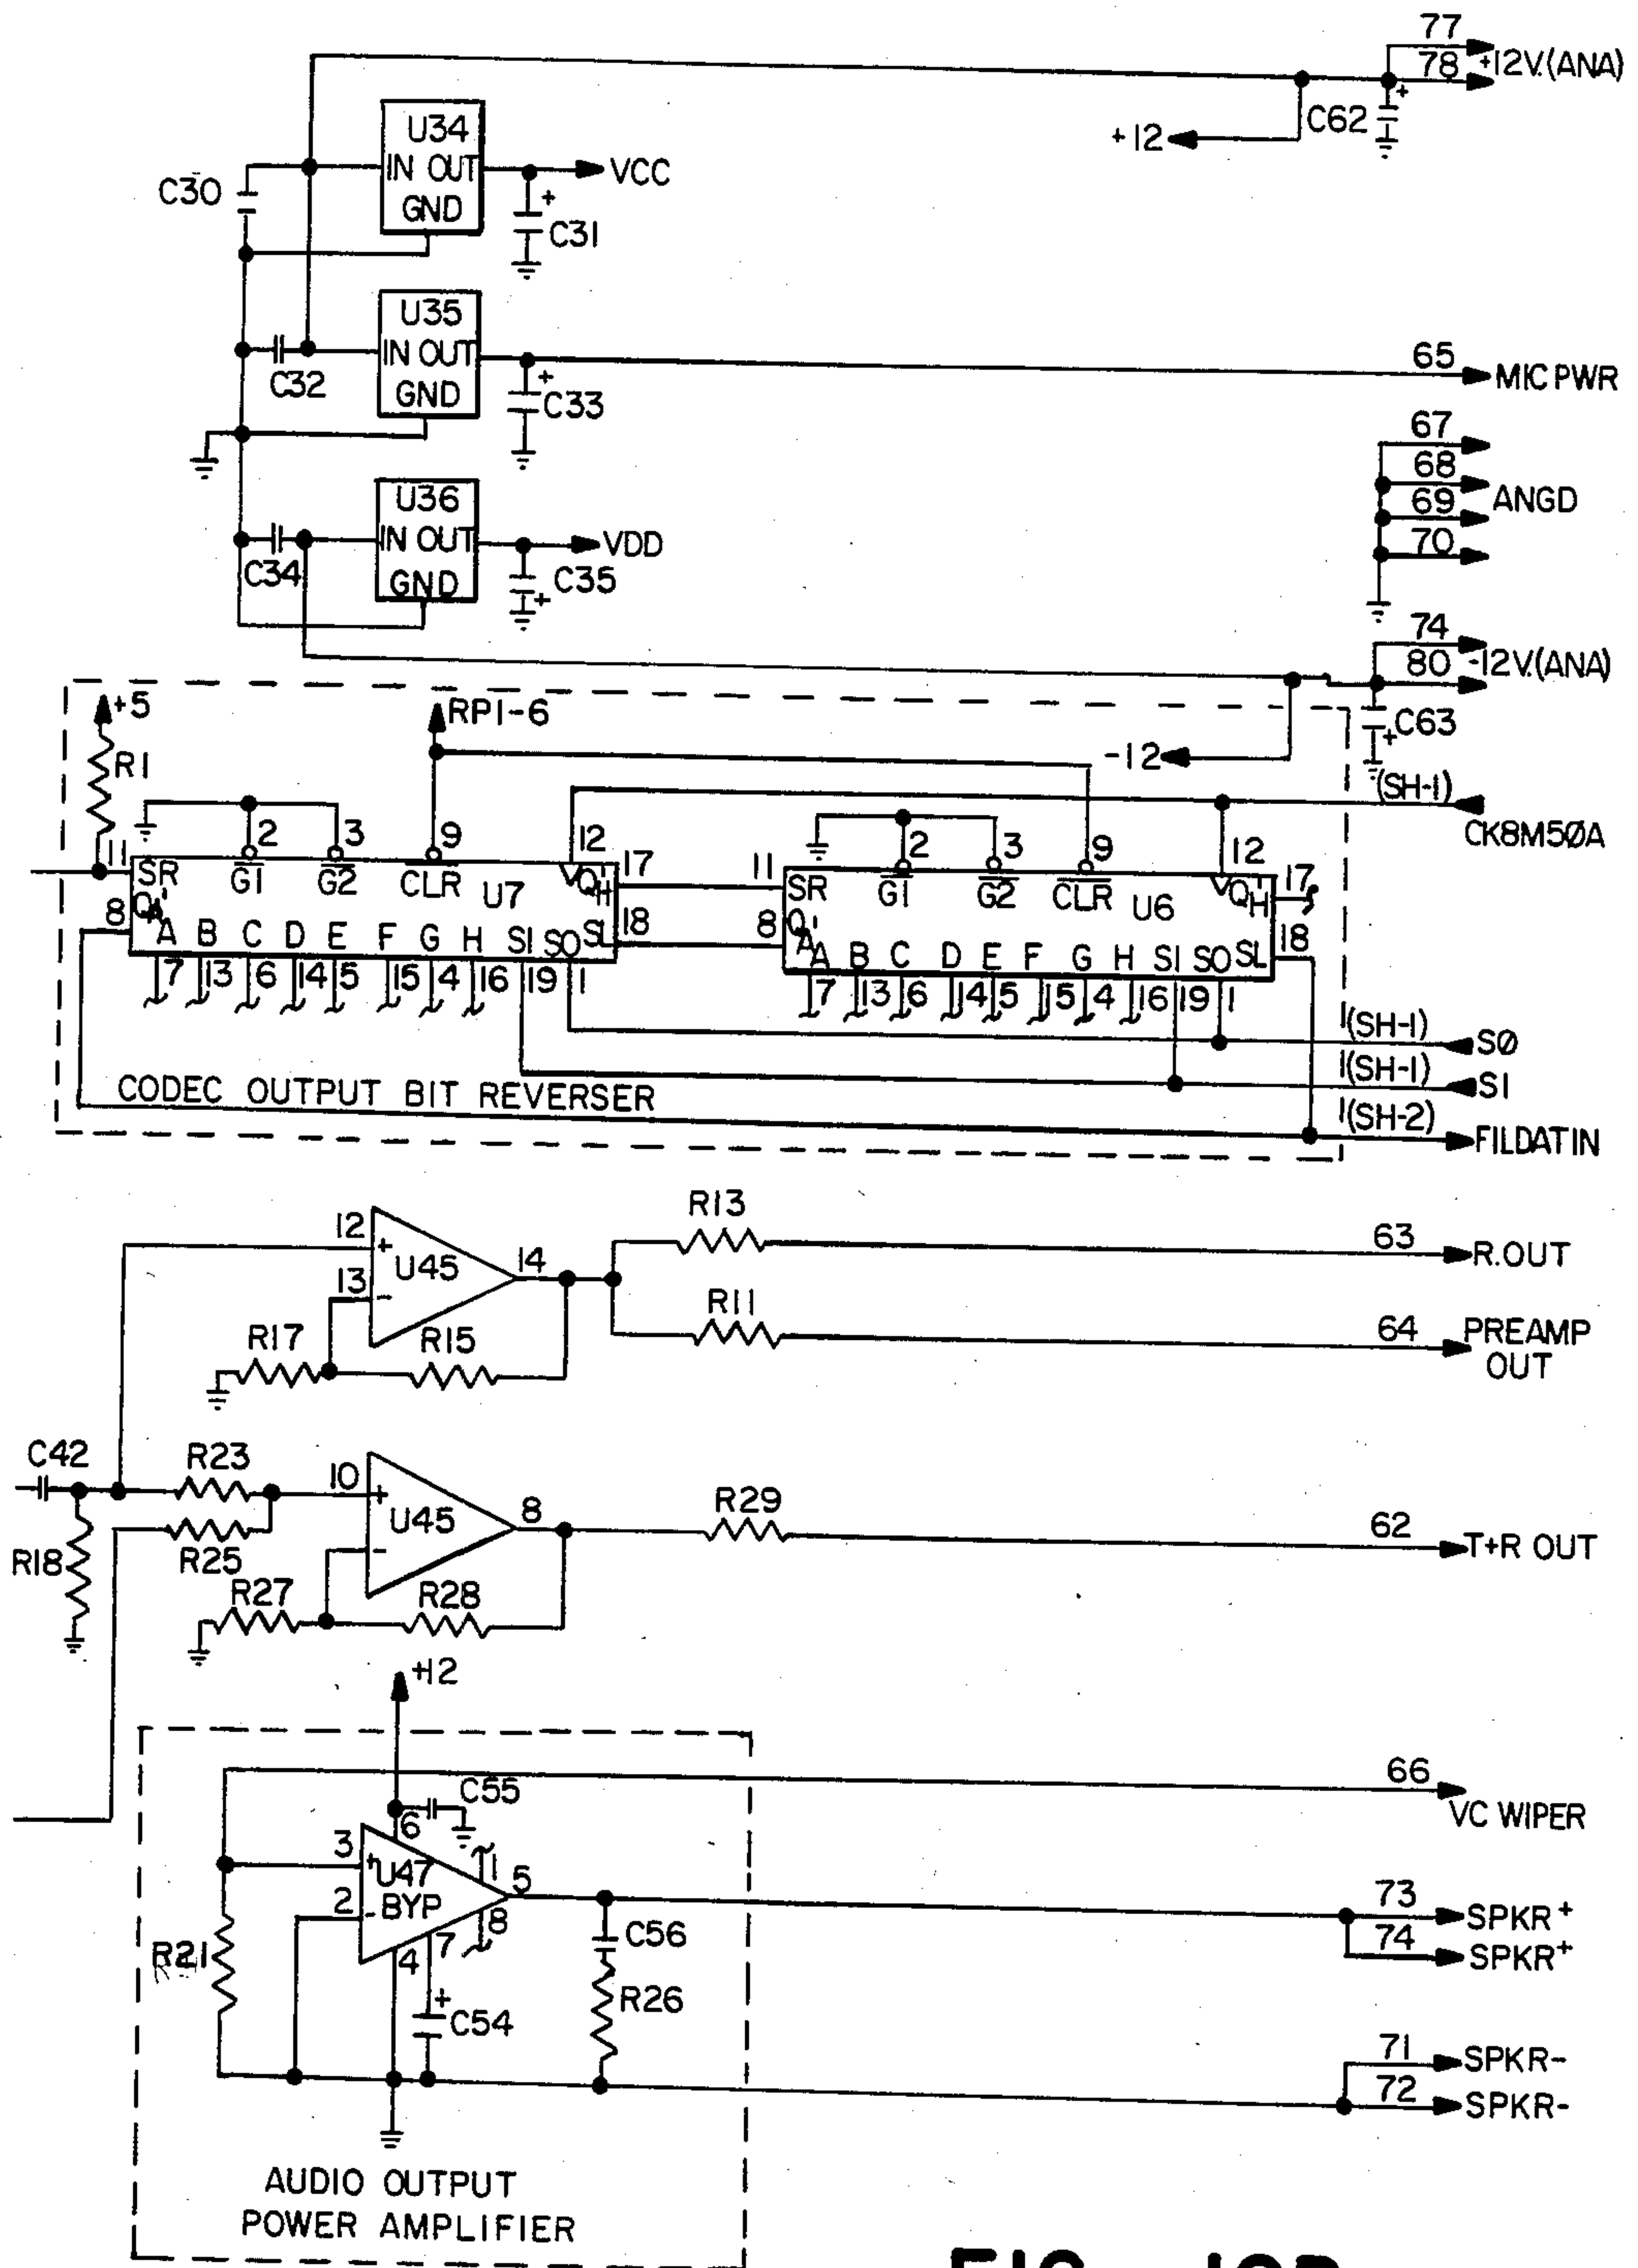 77
78
+12V.(ANA)
C62
+12
U34
IN OUT
GND
VCC
C30
C31
U35
IN OUT
GND
C32
C33
65
MIC PWR
67
68
69
70
ANGD
U36
IN OUT
GND
VDD
C34
C35
74
80
-12V.(ANA)
C63
-12
+5
R1
RP1-6
(SH-1)
CK8M50A
11
2
3
9
12
17
SR
G1
G2
CLR
U7
Q'H
8
Q'A
A B C D E F G H S1 S0 SL
18
7 13 6 14 5 15 4 16 19 1
11
2
3
9
12
17
SR
G1
G2
CLR
U6
Q'H
8
Q'A
A B C D E F G H S1 S0 SL
18
7 13 6 14 5 15 4 16 19 1
(SH-1)
S0
(SH-1)
S1
(SH-2)
FILDATIN
CODEC OUTPUT BIT REVERSER
12
+
U45
13
-
14
R13
63
R.OUT
R11
64
PREAMP
OUT
R17
R15
C42
R23
R25
R18
10
+
U45
-
8
R29
62
T+R OUT
R27
R28
+12
C55
66
VC WIPER
6
3
+
U47
BYP
2
-
1
5
8
4
7
R21
C54
C56
R26
73
SPKR+
74
SPKR+
71
SPKR-
72
SPKR-
AUDIO OUTPUT
POWER AMPLIFIER